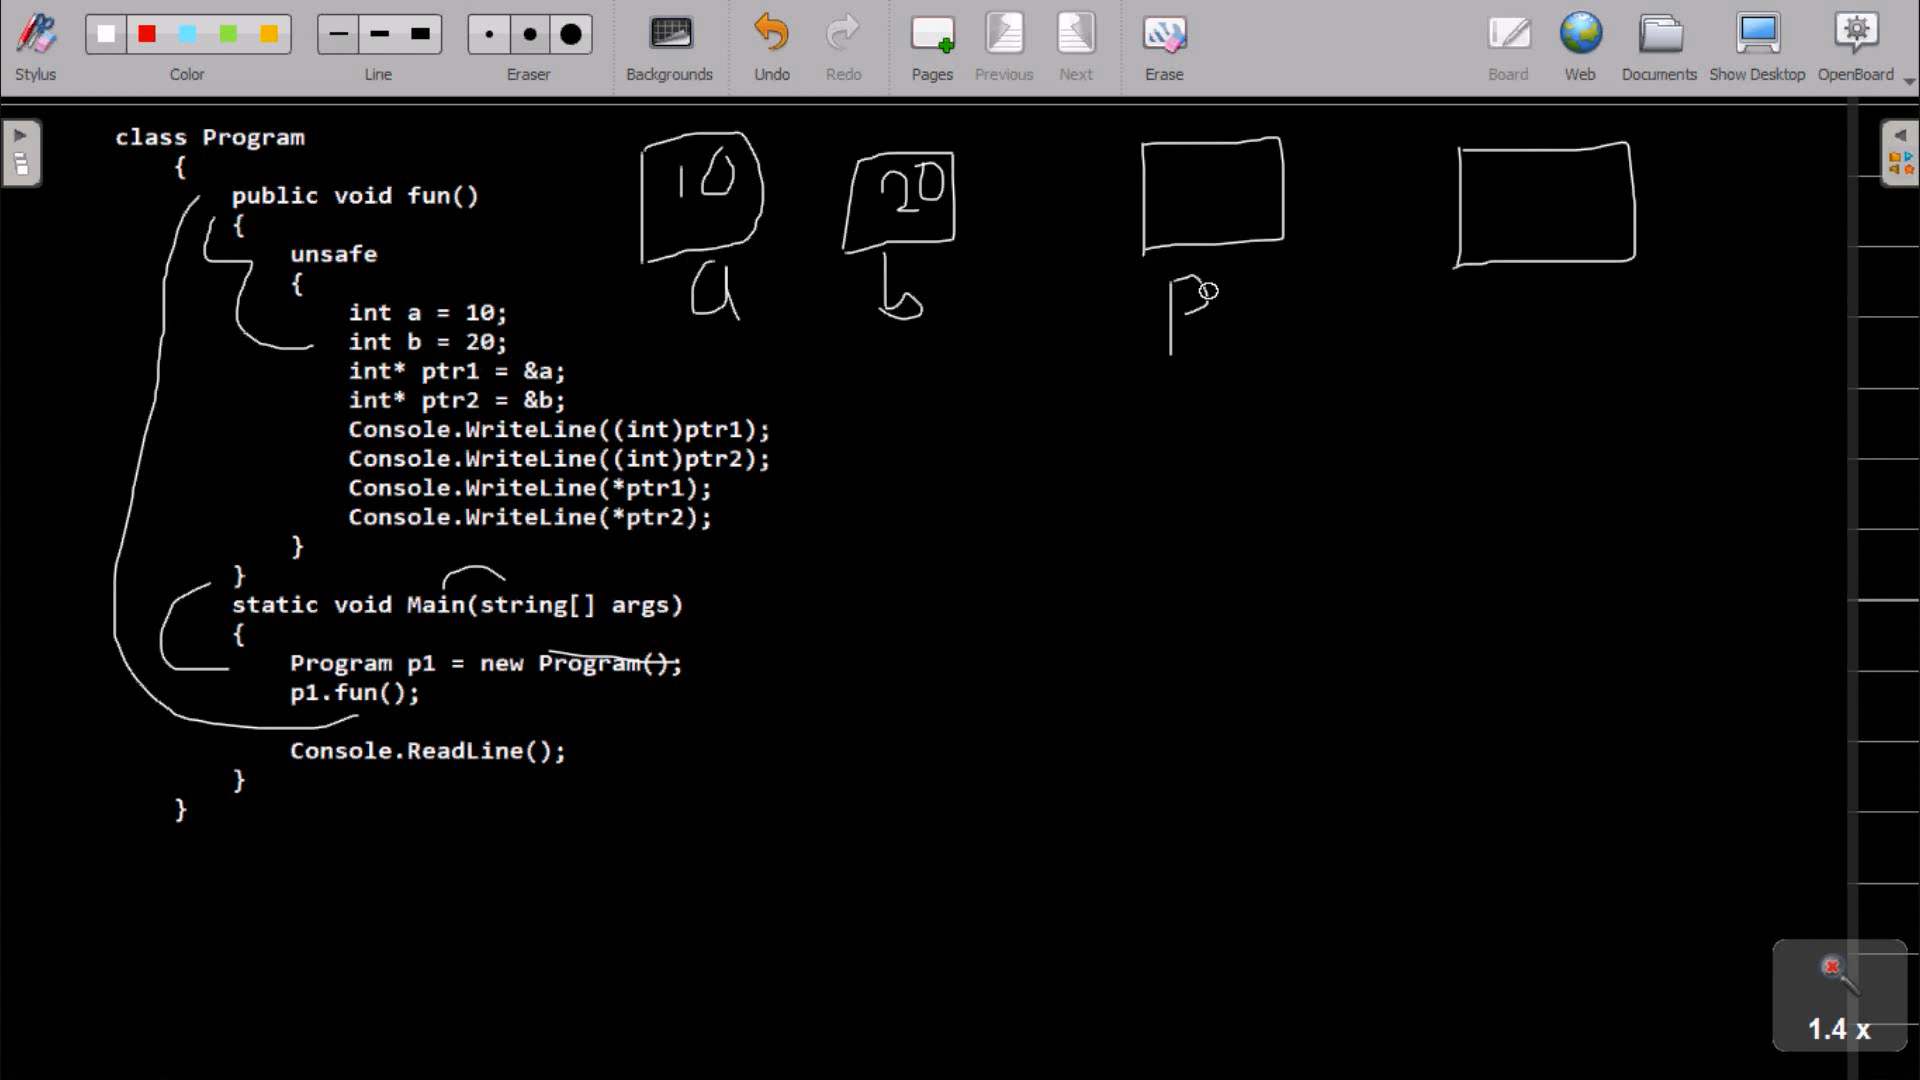 Stylus
Color
Line
Eraser
Backgrounds
Undo
Redo
Pages
Previous
Next
Erase
Board
Web
Documents
Show Desktop
OpenBoard
class Program
{
public void fun()
{
unsafe
{
int a = 10;
int b = 20;
int* ptr1 = &a;
int* ptr2 = &b;
Console.WriteLine((int)ptr1);
Console.WriteLine((int)ptr2);
Console.WriteLine(*ptr1);
Console.WriteLine(*ptr2);
}
}
static void Main(string[] args)
{
Program p1 = new Program();
p1.fun();
Console.ReadLine();
}
}
10
20
a
b
P
1.4 x